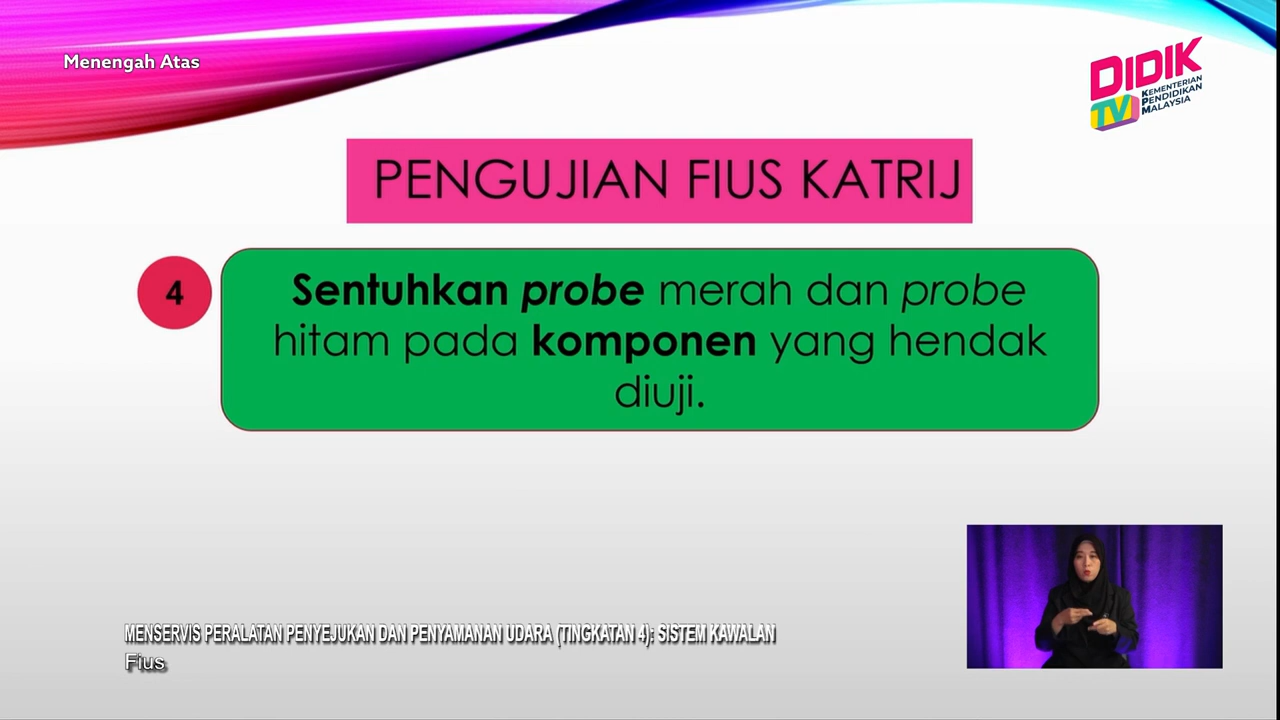 Menengah Atas
DIDIK
TV
KEMENTERIAN
PENDIDIKAN
MALAYSIA
PENGUJIAN FIUS KATRIJ
4
Sentuhkan probe merah dan probe
hitam pada komponen yang hendak
diuji.
MENSERVIS PERALATAN PENYEJUKAN DAN PENYAMANAN UDARA (TINGKATAN 4): SISTEM KAWALAN
Fius